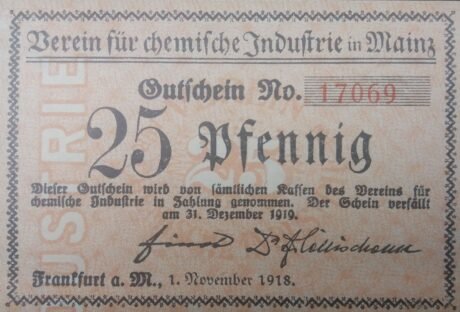 Verein für chemische Industrie in Mainz
Gutschein No. 17069
25 Pfennig
Dieser Gutschein wird von sämtlichen Kassen des Vereins für
chemische Industrie in Zahlung genommen. Der Schein verfällt
am 31. Dezember 1919.
Frankfurt a. M., 1. November 1918.